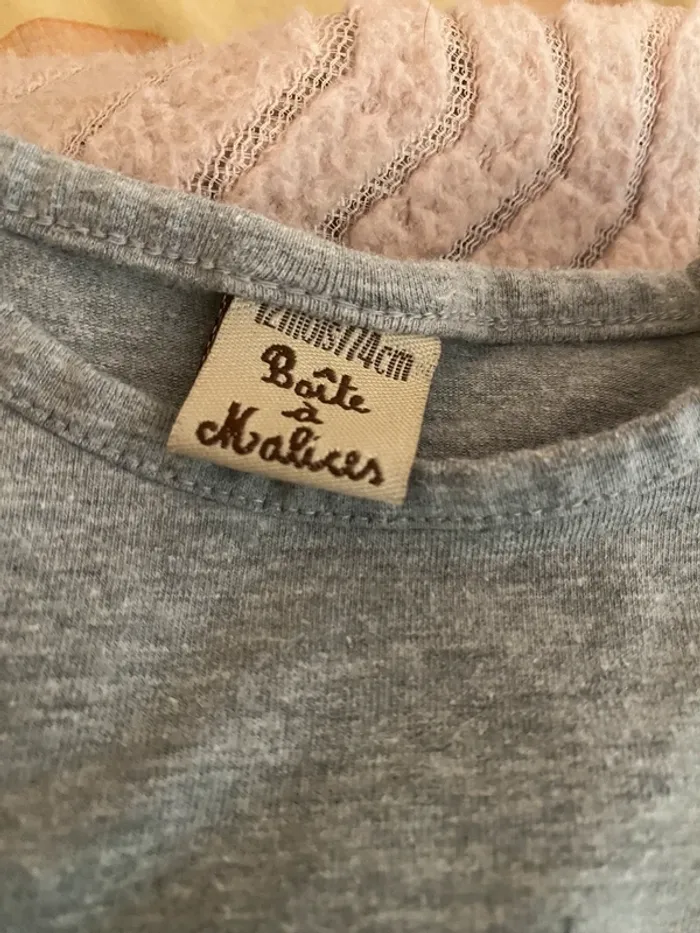 12mois/74cm
Boîte
à
Malices